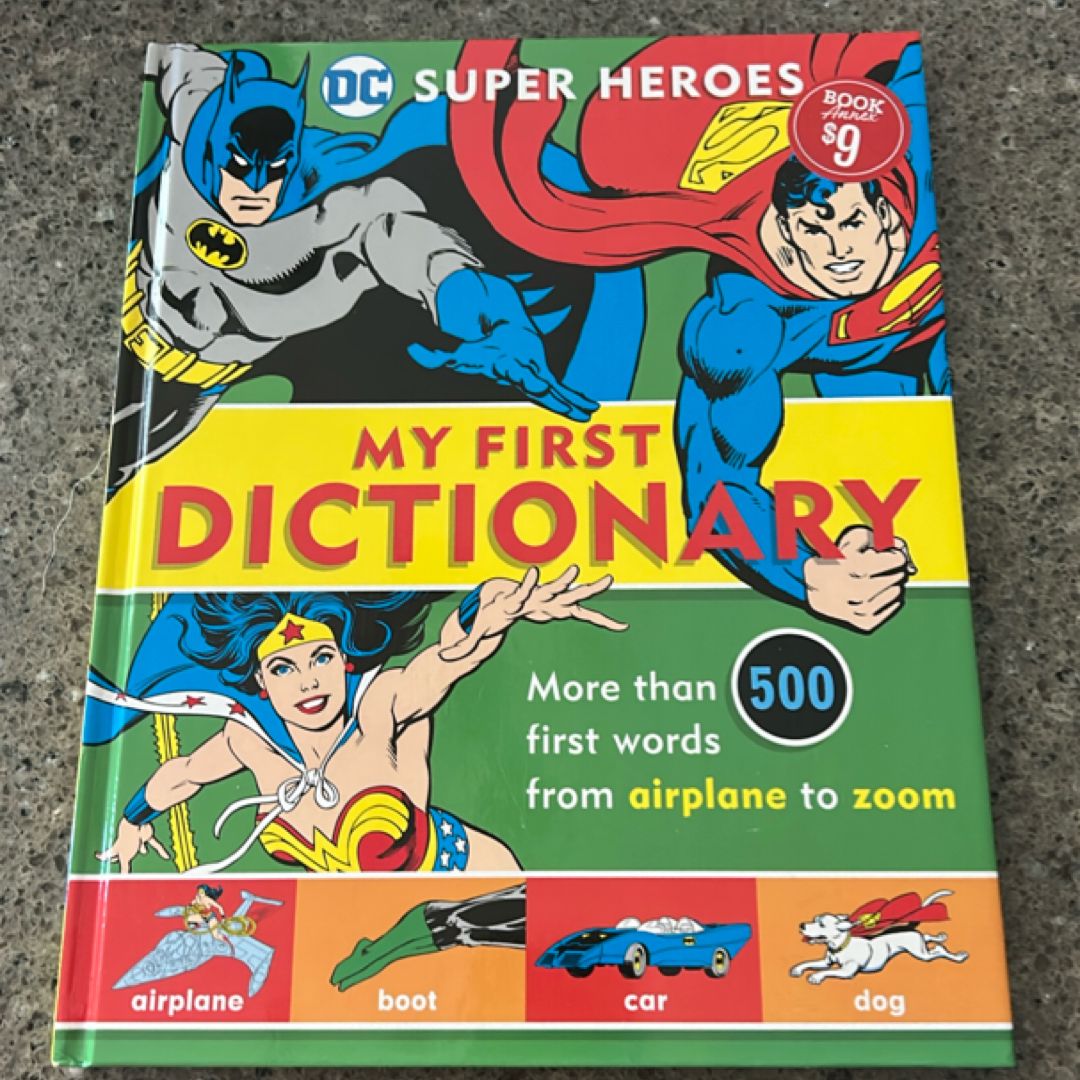 DC SUPER HEROES
BOOK
Annex
$9
MY FIRST
DICTIONARY
More than 500
first words
from airplane to zoom
airplane
boot
car
dog